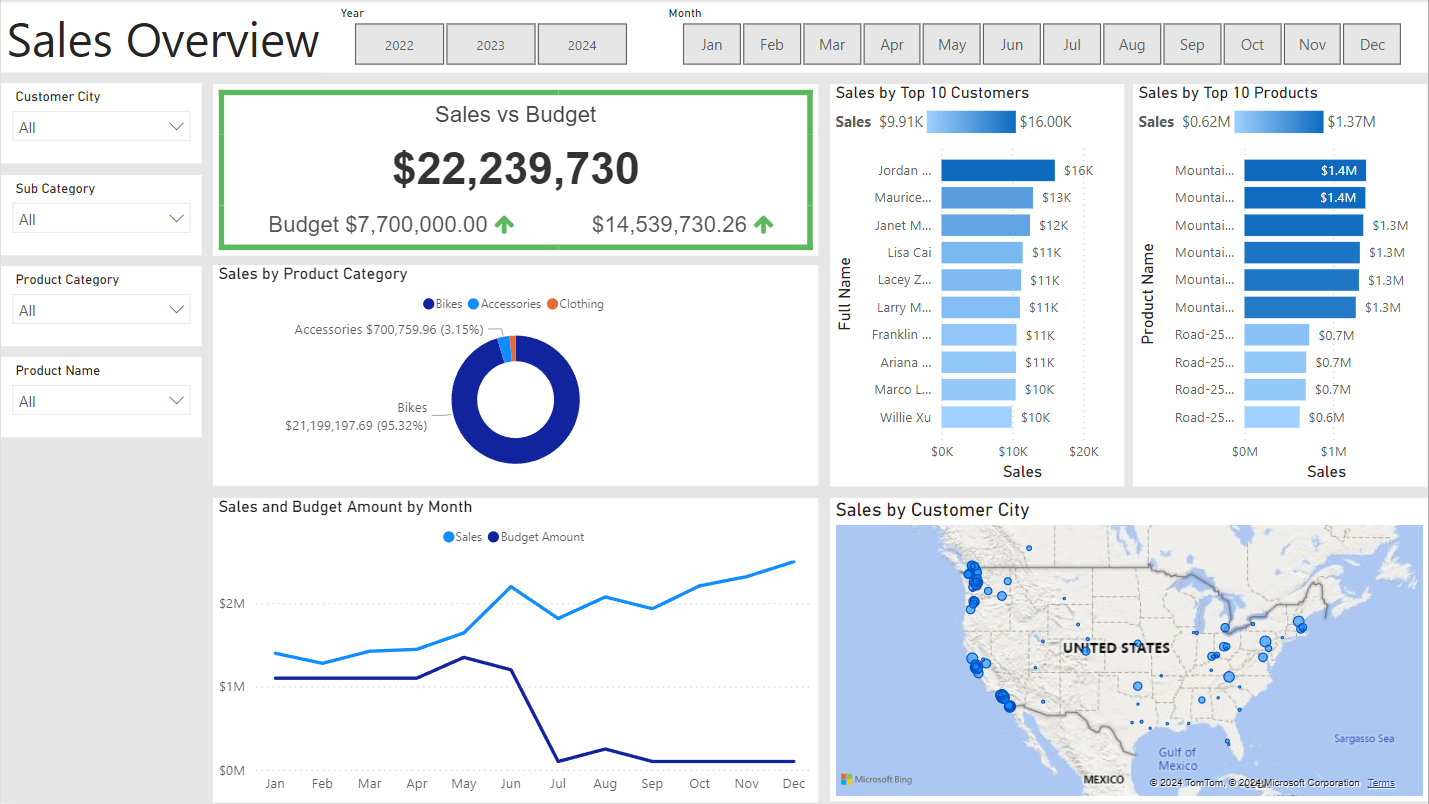 Sales Overview
Year
2022 2023 2024
Month
Jan Feb Mar Apr May Jun Jul Aug Sep Oct Nov Dec
Customer City
All
Sub Category
All
Product Category
All
Product Name
All
Sales vs Budget
$22,239,730
Budget $7,700,000.00 $14,539,730.26
Sales by Product Category
Bikes Accessories Clothing
Accessories $700,759.96 (3.15%)
Bikes
$21,199,197.69 (95.32%)
Sales and Budget Amount by Month
Sales Budget Amount
$2M
$1M
$0M
Jan Feb Mar Apr May Jun Jul Aug Sep Oct Nov Dec
Sales by Top 10 Customers
Sales $9.91K $16.00K
Full Name
Jordan ... $16K
Maurice... $13K
Janet M... $12K
Lisa Cai $11K
Lacey Z... $11K
Larry M... $11K
Franklin ... $11K
Ariana ... $11K
Marco L... $10K
Willie Xu $10K
$0K $10K $20K
Sales
Sales by Top 10 Products
Sales $0.62M $1.37M
Product Name
Mountai... $1.4M
Mountai... $1.4M
Mountai... $1.3M
Mountai... $1.3M
Mountai... $1.3M
Mountai... $1.3M
Road-25... $0.7M
Road-25... $0.7M
Road-25... $0.7M
Road-25... $0.6M
$0M $1M
Sales
Sales by Customer City
UNITED STATES
Sargasso Sea
Gulf of
Mexico
MEXICO
Microsoft Bing
© 2024 TomTom, © 2024 Microsoft Corporation Terms